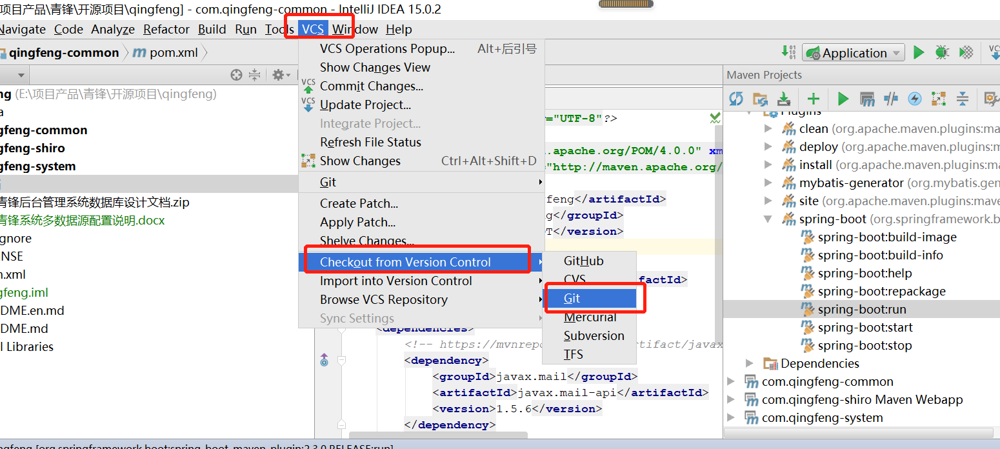 项目产品\青锋\开源项目\qingfeng] - com.qingfeng-common - IntelliJ IDEA 15.0.2
Navigate Code Analyze Refactor Build Run Tools VCS Window Help
qingfeng-common m pom.xml
Application
VCS
ng (E:\项目产品\青锋\开源项目\qingfeng)
a
gfeng-common
gfeng-shiro
gfeng-system
青锋后台管理系统数据库设计文档.zip
青锋系统多数据源配置说明.docx
gnore
ENSE
n.xml
gfeng.iml
DME.en.md
DME.md
l Libraries
VCS Operations Popup... Alt+后引号
Show Changes View
VCS Commit Changes...
VCS Update Project...
Integrate Project...
Refresh File Status
Show Changes Ctrl+Alt+Shift+D
Git
Create Patch...
Apply Patch...
Shelve Changes...
Checkout from Version Control
Import into Version Control
Browse VCS Repository
Sync Settings
GitHub
CVS
Git
Mercurial
Subversion
TFS
="UTF-8"?>
.apache.org/POM/4.0.0" xm
"http://maven.apache.org/
feng</artifactId>
g</groupId>
T</version>
factId>
<dependencies>
<!-- https://mvnrepo artifact/javax
<dependency>
<groupId>javax.mail</groupId>
<artifactId>javax.mail-api</artifactId>
<version>1.5.6</version>
</dependency>
Maven Projects
Plugins
clean (org.apache.maven.plugins:ma
deploy (org.apache.maven.plugins:m
install (org.apache.maven.plugins:ma
mybatis-generator (org.mybatis.gen
site (org.apache.maven.plugins:mave
spring-boot (org.springframework.b
spring-boot:build-image
spring-boot:build-info
spring-boot:help
spring-boot:repackage
spring-boot:run
spring-boot:start
spring-boot:stop
Dependencies
com.qingfeng-common
com.qingfeng-shiro Maven Webapp
com.qingfeng-system
ngfeng [org.springframework.boot:spring-boot-maven-plugin:2.3.0.RELEASE:run]